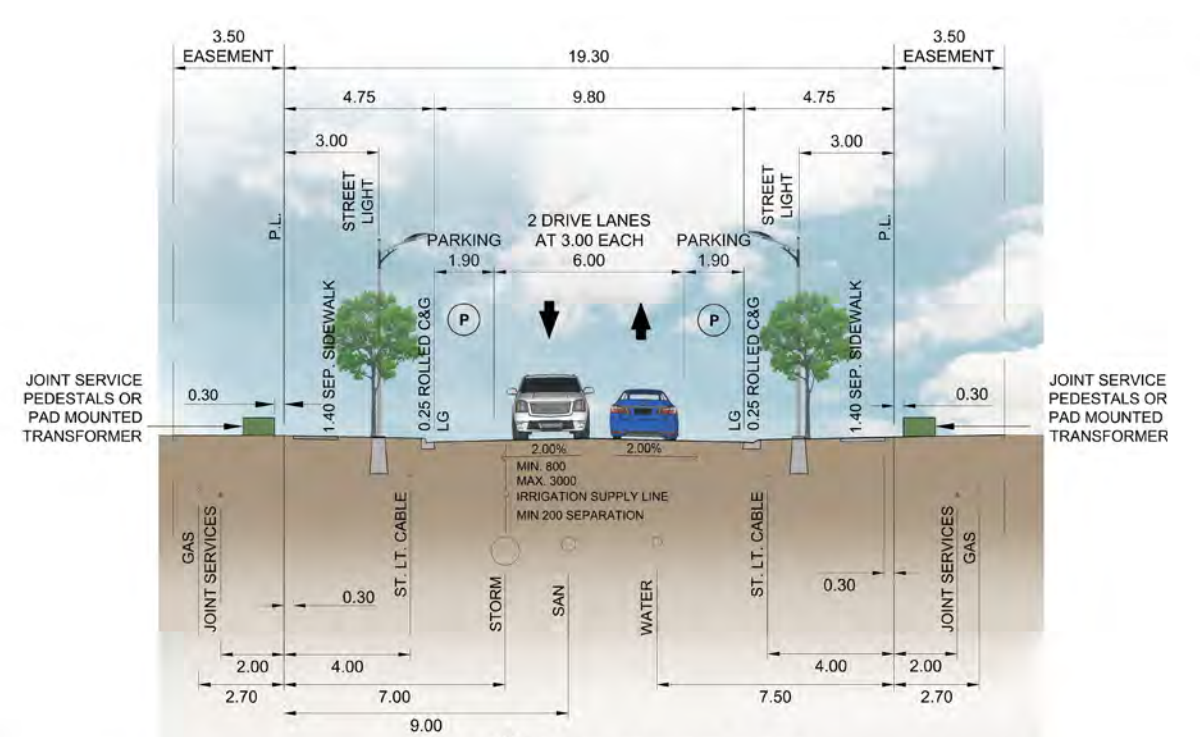 3.50
EASEMENT
19.30
3.50
EASEMENT
4.75
9.80
4.75
3.00
3.00
P.L.
STREET
LIGHT
STREET
LIGHT
P.L.
PARKING
1.90
2 DRIVE LANES
AT 3.00 EACH
6.00
PARKING
1.90
1.40 SEP. SIDEWALK
0.25 ROLLED C&G
LG
P
P
LG
0.25 ROLLED C&G
1.40 SEP. SIDEWALK
JOINT SERVICE
PEDESTALS OR
PAD MOUNTED
TRANSFORMER
0.30
0.30
JOINT SERVICE
PEDESTALS OR
PAD MOUNTED
TRANSFORMER
2.00%
2.00%
MIN. 800
MAX. 3000
IRRIGATION SUPPLY LINE
MIN 200 SEPARATION
GAS
JOINT SERVICES
ST. LT. CABLE
STORM
SAN
WATER
ST. LT. CABLE
JOINT SERVICES
GAS
0.30
0.30
2.00
4.00
4.00
2.00
2.70
7.00
7.50
2.70
9.00